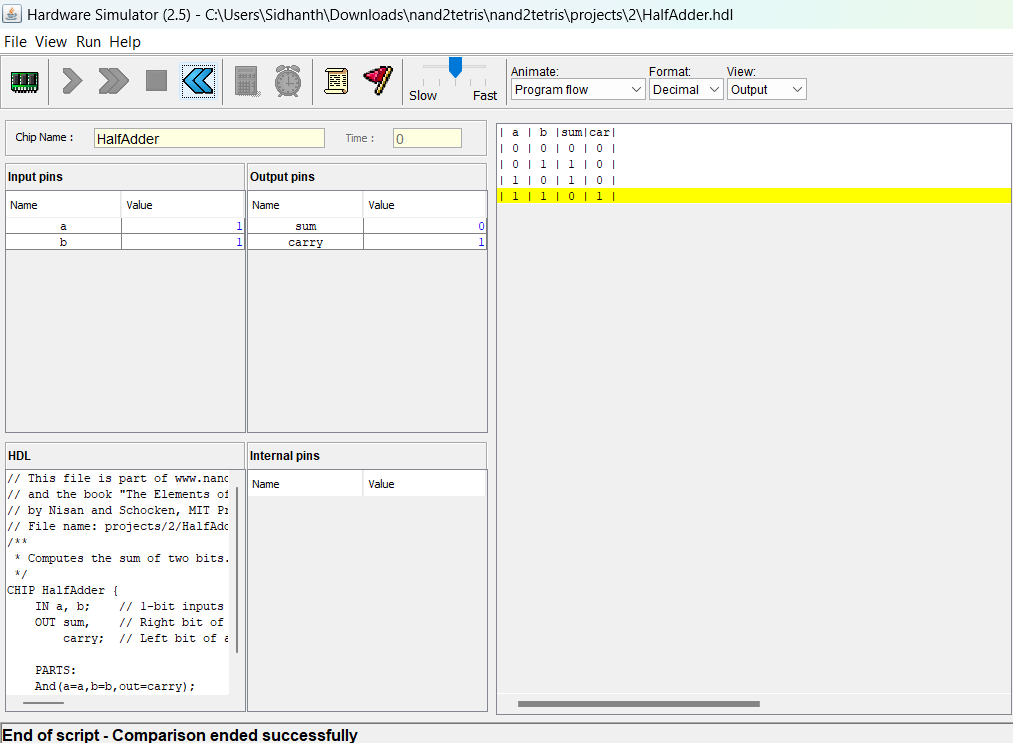 Hardware Simulator (2.5) - C:\Users\Sidhanth\Downloads\nand2tetris\nand2tetris\projects\2\HalfAdder.hdl
File View Run Help
Slow Fast
Animate: Format: View:
Program flow Decimal Output
Chip Name : HalfAdder Time : 0
Input pins
Name Value
a 1
b 1
Output pins
Name Value
sum 0
carry 1
HDL
// This file is part of www.nand
// and the book "The Elements of
// by Nisan and Schocken, MIT Pr
// File name: projects/2/HalfAdd
/**
* Computes the sum of two bits.
*/
CHIP HalfAdder {
IN a, b; // 1-bit inputs
OUT sum, // Right bit of
carry; // Left bit of a
PARTS:
And(a=a,b=b,out=carry);
Internal pins
Name Value
| a | b |sum|car|
| 0 | 0 | 0 | 0 |
| 0 | 1 | 1 | 0 |
| 1 | 0 | 1 | 0 |
| 1 | 1 | 0 | 1 |
End of script - Comparison ended successfully